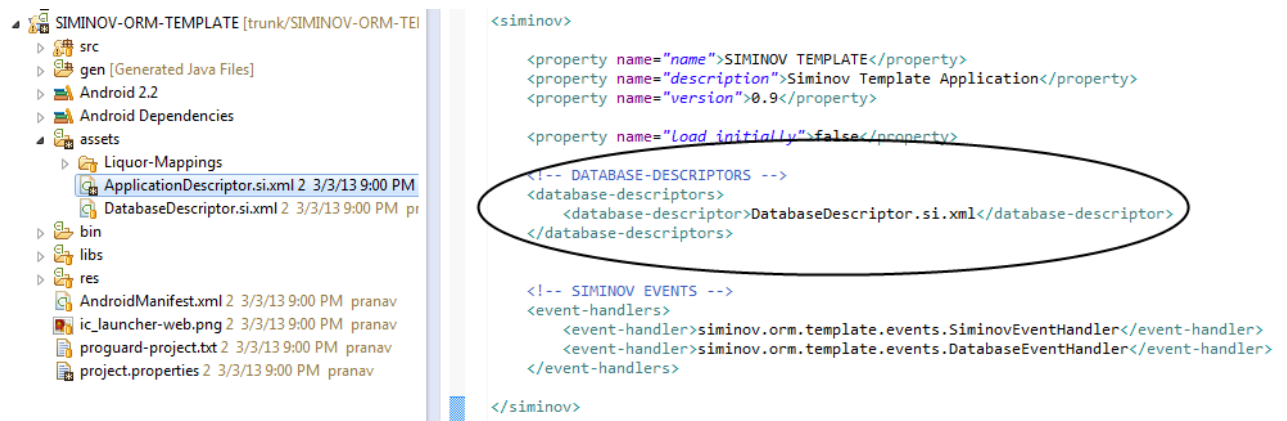 SIMINOV-ORM-TEMPLATE [trunk/SIMINOV-ORM-TEI
src
gen [Generated Java Files]
Android 2.2
Android Dependencies
assets
Liquor-Mappings
ApplicationDescriptor.si.xml 2 3/3/13 9:00 PM
DatabaseDescriptor.si.xml 2 3/3/13 9:00 PM pr
bin
libs
res
AndroidManifest.xml 2 3/3/13 9:00 PM pranav
ic_launcher-web.png 2 3/3/13 9:00 PM pranav
proguard-project.txt 2 3/3/13 9:00 PM pranav
project.properties 2 3/3/13 9:00 PM pranav
<siminov>
<property name="name">SIMINOV TEMPLATE</property>
<property name="description">Siminov Template Application</property>
<property name="version">0.9</property>
<property name="load_initially">false</property>
<!-- DATABASE-DESCRIPTORS -->
<database-descriptors>
<database-descriptor>DatabaseDescriptor.si.xml</database-descriptor>
</database-descriptors>
<!-- SIMINOV EVENTS -->
<event-handlers>
<event-handler>siminov.orm.template.events.SiminovEventHandler</event-handler>
<event-handler>siminov.orm.template.events.DatabaseEventHandler</event-handler>
</event-handlers>
</siminov>